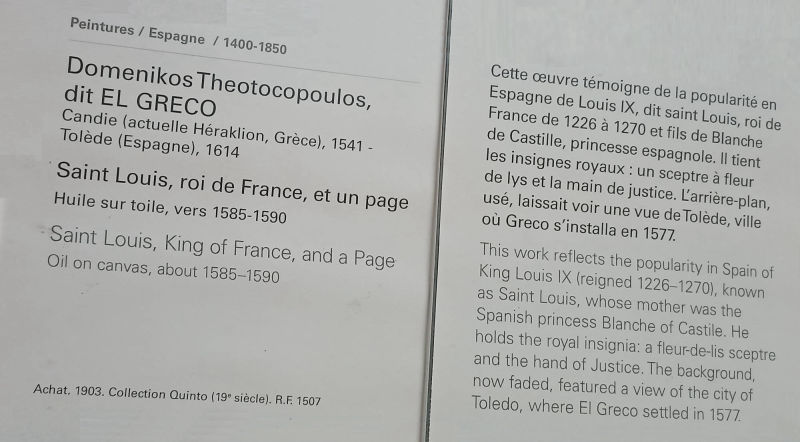 Peintures / Espagne / 1400-1850
Domenikos Theotocopoulos,
dit EL GRECO
Candie (actuelle Héraklion, Grèce), 1541 -
Tolède (Espagne), 1614
Saint Louis, roi de France, et un page
Huile sur toile, vers 1585-1590
Saint Louis, King of France, and a Page
Oil on canvas, about 1585–1590
Achat, 1903. Collection Quinto (19e siècle). R.F. 1507
Cette œuvre témoigne de la popularité en
Espagne de Louis IX, dit saint Louis, roi de
France de 1226 à 1270 et fils de Blanche
de Castille, princesse espagnole. Il tient
les insignes royaux : un sceptre à fleur
de lys et la main de justice. L’arrière-plan,
usé, laissait voir une vue de Tolède, ville
où Greco s’installa en 1577.
This work reflects the popularity in Spain of
King Louis IX (reigned 1226–1270), known
as Saint Louis, whose mother was the
Spanish princess Blanche of Castile. He
holds the royal insignia: a fleur-de-lis sceptre
and the hand of Justice. The background,
now faded, featured a view of the city of
Toledo, where El Greco settled in 1577.